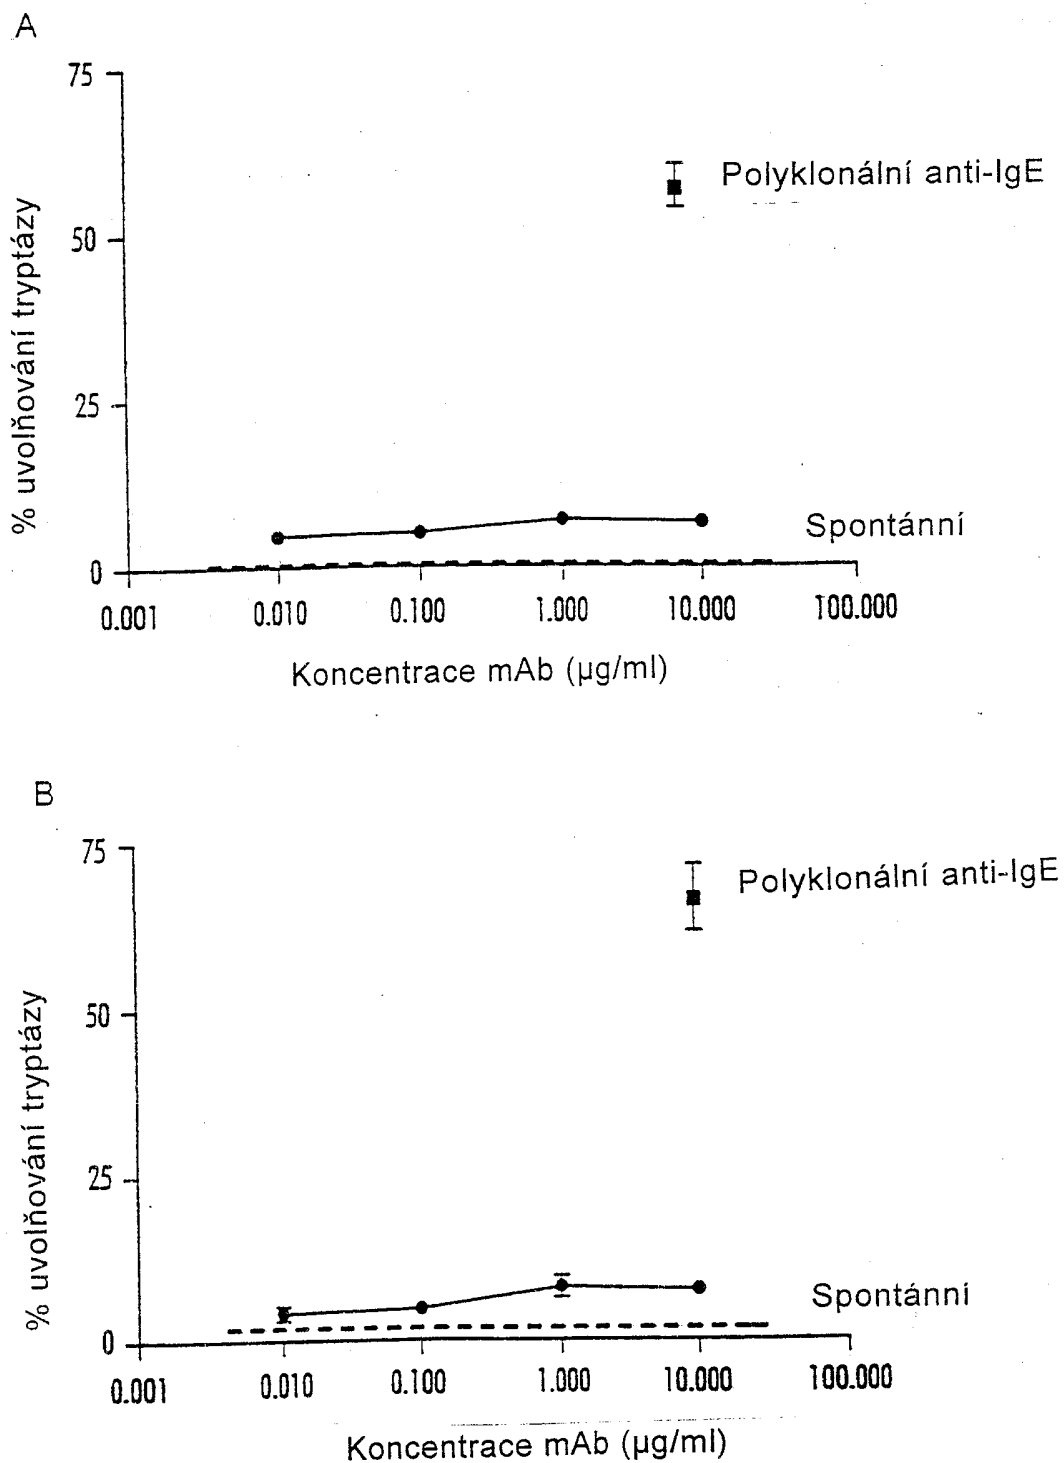 A
75
Polyklonální anti-IgE
50
% uvolňování tryptázy
25
Spontánní
0
0.001 0.010 0.100 1.000 10.000 100.000
Koncentrace mAb (µg/ml)
B
75
Polyklonální anti-IgE
50
% uvolňování tryptázy
25
Spontánní
0
0.001 0.010 0.100 1.000 10.000 100.000
Koncentrace mAb (µg/ml)